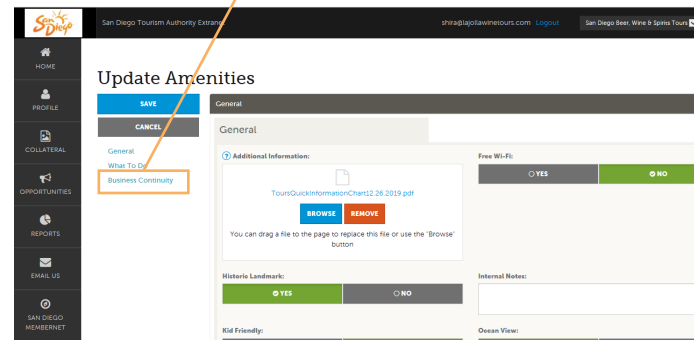 San Diego
San Diego Tourism Authority Extranet
shira@lajollawinetours.com Logout
San Diego Beer, Wine & Spirits Tours
HOME
PROFILE
COLLATERAL
OPPORTUNITIES
REPORTS
EMAIL US
SAN DIEGO
MEMBERNET
Update Amenities
SAVE
CANCEL
General
What To Do
Business Continuity
General
General
Additional Information:
ToursQuickInformationChart12.26.2019.pdf
BROWSE REMOVE
You can drag a file to the page to replace this file or use the "Browse"
button
Free Wi-Fi:
YES NO
Historic Landmark:
YES NO
Internal Notes:
Kid Friendly:
Ocean View: